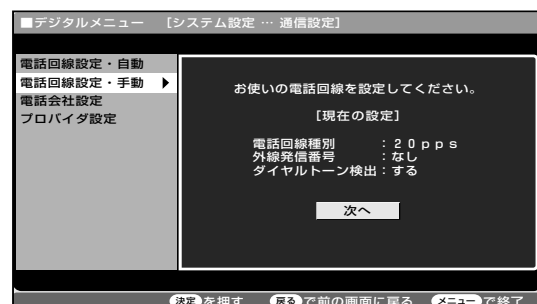 ■デジタルメニュー　[システム設定 … 通信設定]
電話回線設定・自動
電話回線設定・手動 ▶
電話会社設定
プロバイダ設定
お使いの電話回線を設定してください。
[現在の設定]
電話回線種別　：２０ｐｐｓ
外線発信番号　：なし
ダイヤルトーン検出：する
次へ
決定 を押す　戻る で前の画面に戻る　メニュー で終了